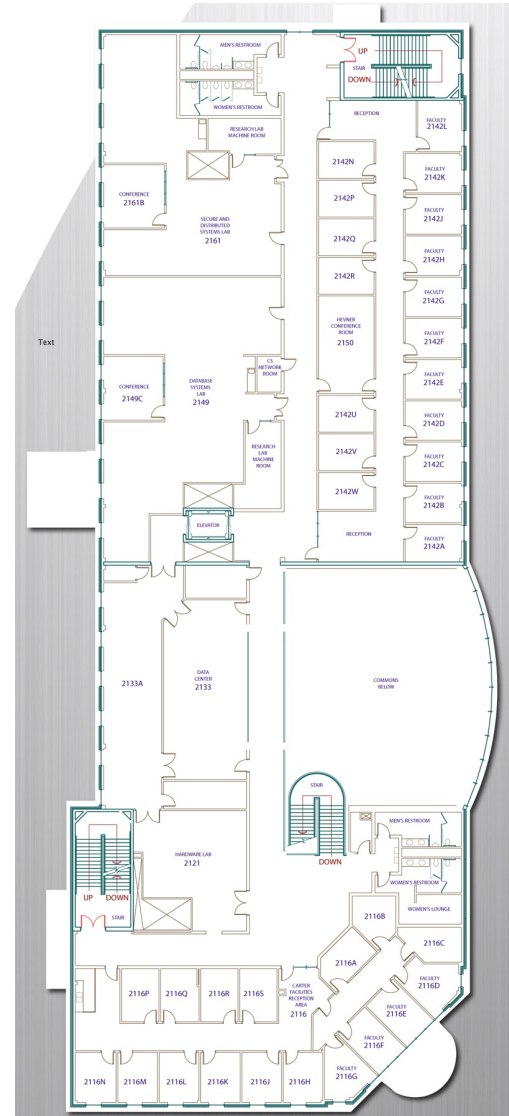 MEN'S RESTROOM
UP
STAIR
DOWN
WOMEN'S RESTROOM
RECEPTION
FACULTY
2142L
RESEARCH LAB
MACHINE ROOM
2142N
FACULTY
2142K
CONFERENCE
2161B
2142P
FACULTY
2142J
SECURE AND
DISTRIBUTED
SYSTEMS LAB
2161
2142Q
FACULTY
2142H
2142R
FACULTY
2142G
HEVNER
CONFERENCE
ROOM
2150
FACULTY
2142F
Text
CS
NETWORK
ROOM
FACULTY
2142E
CONFERENCE
2149C
DATABASE
SYSTEMS
LAB
2149
2142U
FACULTY
2142D
RESEARCH
LAB
MACHINE
ROOM
2142V
FACULTY
2142C
2142W
FACULTY
2142B
ELEVATOR
RECEPTION
FACULTY
2142A
2133A
DATA
CENTER
2133
COMMONS
BELOW
STAIR
DOWN
MEN'S RESTROOM
HARDWARE LAB
2121
WOMEN'S RESTROOM
UP
DOWN
STAIR
WOMEN'S LOUNGE
2116B
2116C
2116A
FACULTY
2116D
2116P
2116Q
2116R
2116S
CARTER
FACILITIES
RECEPTION
AREA
2116
FACULTY
2116E
FACULTY
2116F
FACULTY
2116G
2116N
2116M
2116L
2116K
2116J
2116H